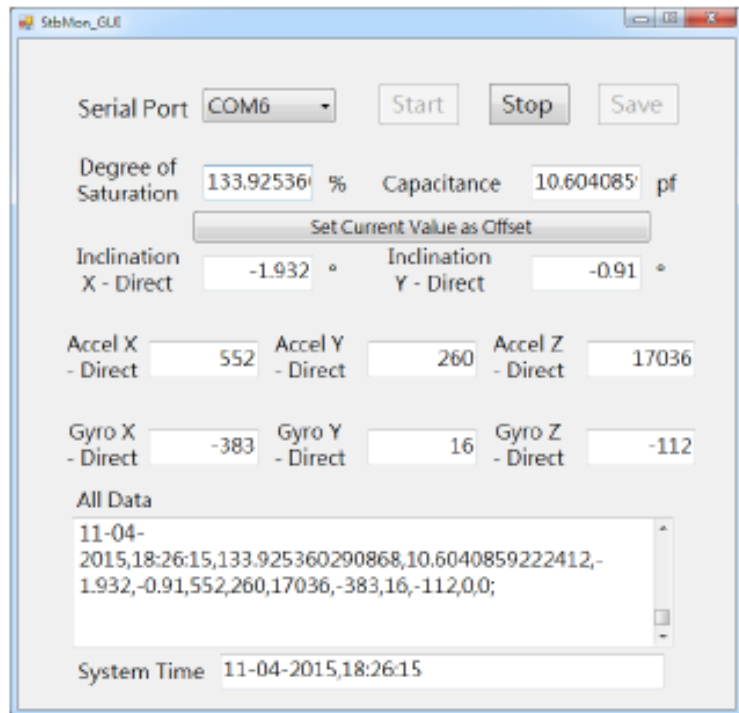 StbMon_GUI
Serial Port COM6 Start Stop Save
Degree of Saturation 133.92536 % Capacitance 10.604085 pf
Set Current Value as Offset
Inclination X - Direct -1.932 ° Inclination Y - Direct -0.91 °
Accel X - Direct 552 Accel Y - Direct 260 Accel Z - Direct 17036
Gyro X - Direct -383 Gyro Y - Direct 16 Gyro Z - Direct -112
All Data
11-04-
2015,18:26:15,133.925360290868,10.6040859222412,-
1.932,-0.91,552,260,17036,-383,16,-112,0,0;
System Time 11-04-2015,18:26:15